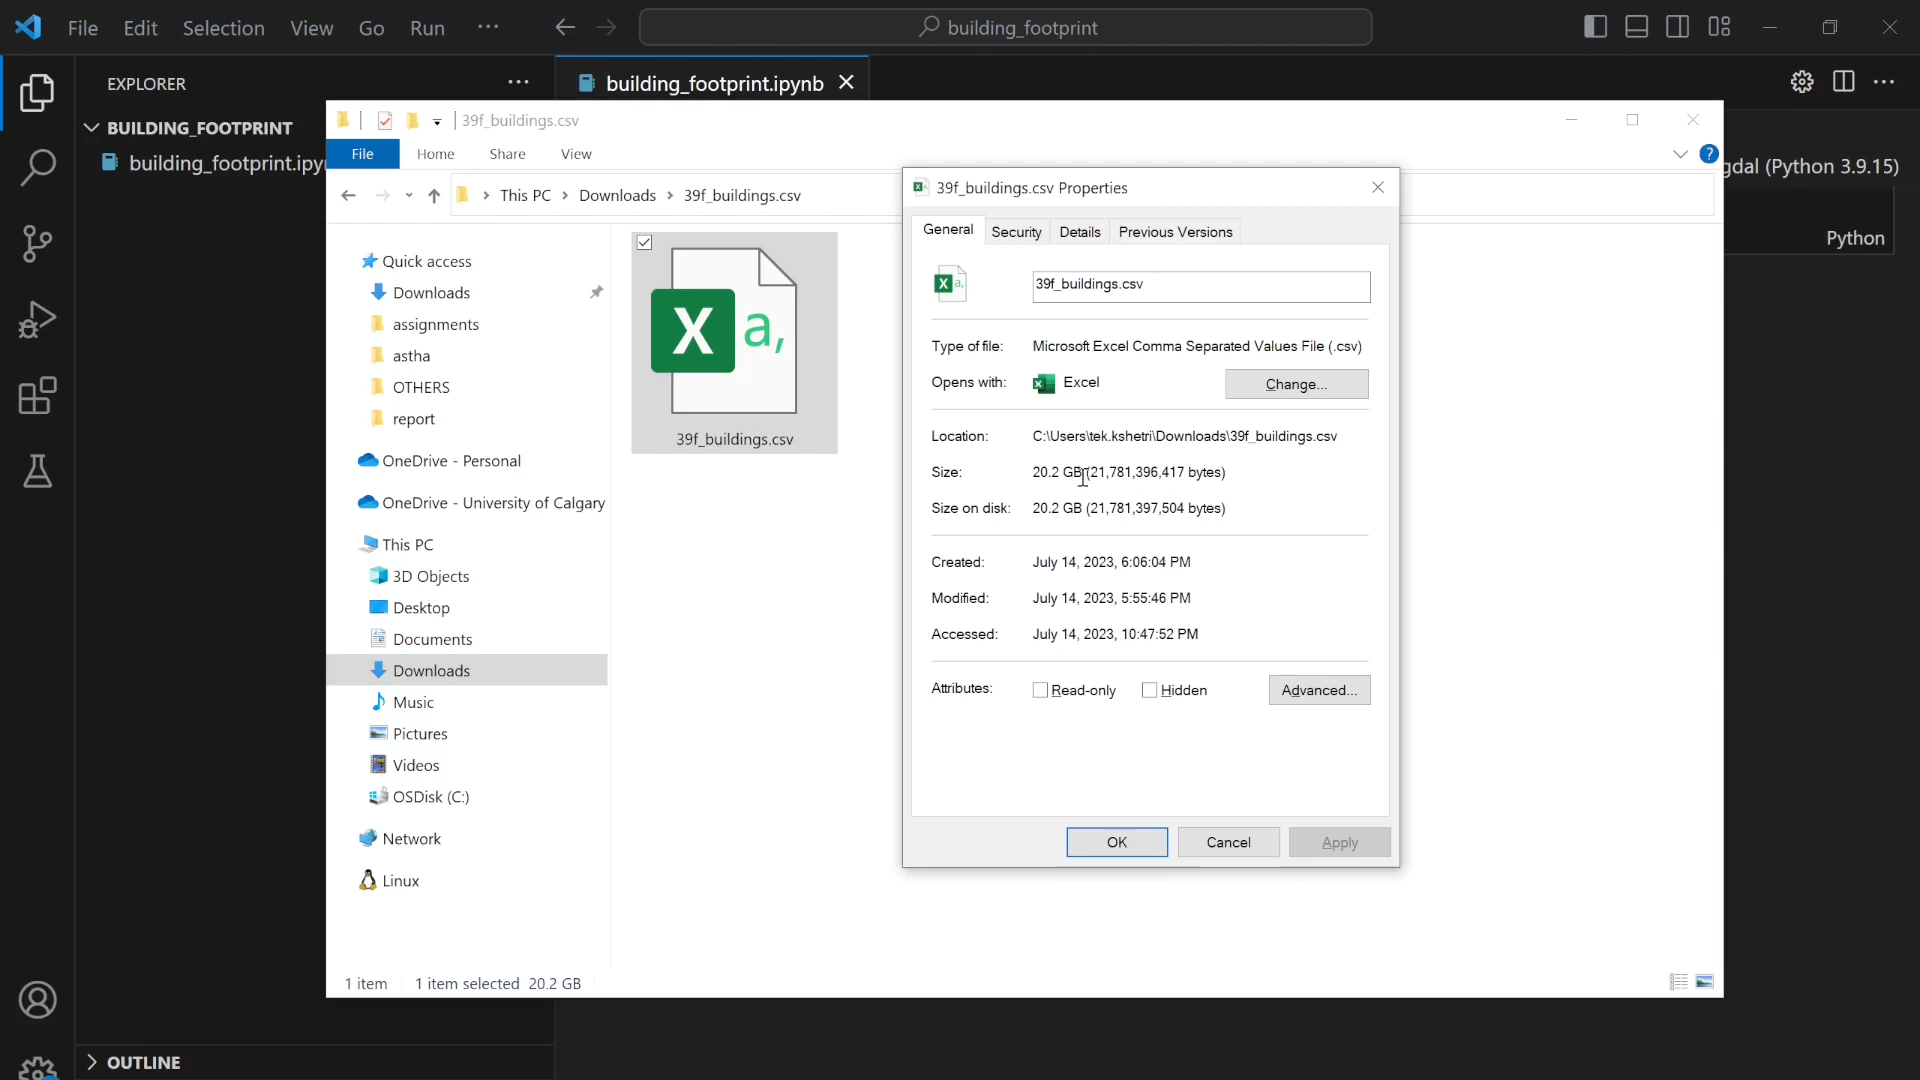 File Edit Selection View Go Run ···
building_footprint
EXPLORER ···
building_footprint.ipynb
BUILDING_FOOTPRINT
building_footprint.ipyn
gdal (Python 3.9.15)
Python
39f_buildings.csv
File Home Share View
This PC > Downloads > 39f_buildings.csv
Quick access
Downloads
assignments
astha
OTHERS
report
OneDrive - Personal
OneDrive - University of Calgary
This PC
3D Objects
Desktop
Documents
Downloads
Music
Pictures
Videos
OSDisk (C:)
Network
Linux
X a,
39f_buildings.csv
1 item 1 item selected 20.2 GB
39f_buildings.csv Properties
General Security Details Previous Versions
39f_buildings.csv
Type of file: Microsoft Excel Comma Separated Values File (.csv)
Opens with: Excel Change...
Location: C:\Users\tek.kshetri\Downloads\39f_buildings.csv
Size: 20.2 GB (21,781,396,417 bytes)
Size on disk: 20.2 GB (21,781,397,504 bytes)
Created: July 14, 2023, 6:06:04 PM
Modified: July 14, 2023, 5:55:46 PM
Accessed: July 14, 2023, 10:47:52 PM
Attributes: Read-only Hidden Advanced...
OK Cancel Apply
OUTLINE